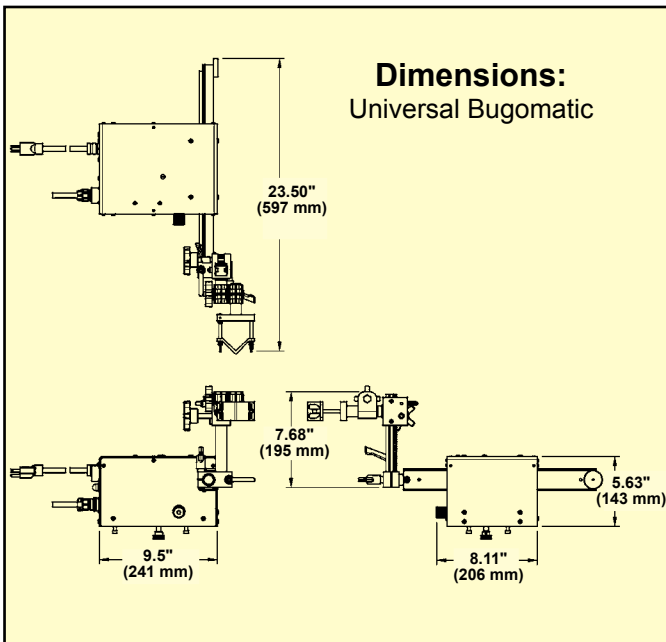 Dimensions:
Universal Bugomatic
23.50"
(597 mm)
7.68"
(195 mm)
5.63"
(143 mm)
9.5"
(241 mm)
8.11"
(206 mm)